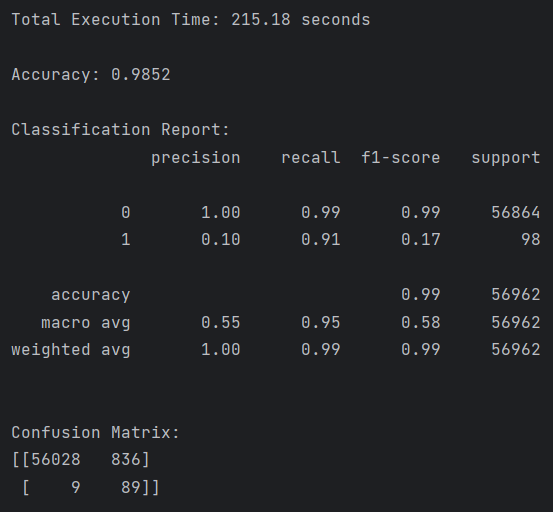 Total Execution Time: 215.18 seconds
Accuracy: 0.9852
Classification Report:
precision recall f1-score support
0 1.00 0.99 0.99 56864
1 0.10 0.91 0.17 98
accuracy 0.99 56962
macro avg 0.55 0.95 0.58 56962
weighted avg 1.00 0.99 0.99 56962
Confusion Matrix:
[[56028 836]
[ 9 89]]